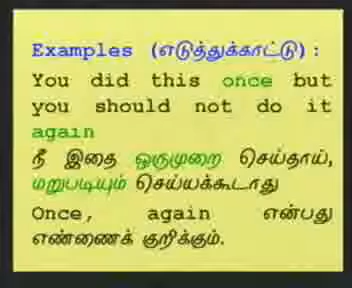 Examples (எடுத்துக்காட்டு):
You did this once but
you should not do it
again
நீ இதை ஒருமுறை செய்தாய்,
மறுபடியும் செய்யக்கூடாது
Once, again என்பது
எண்ணைக் குறிக்கும்.